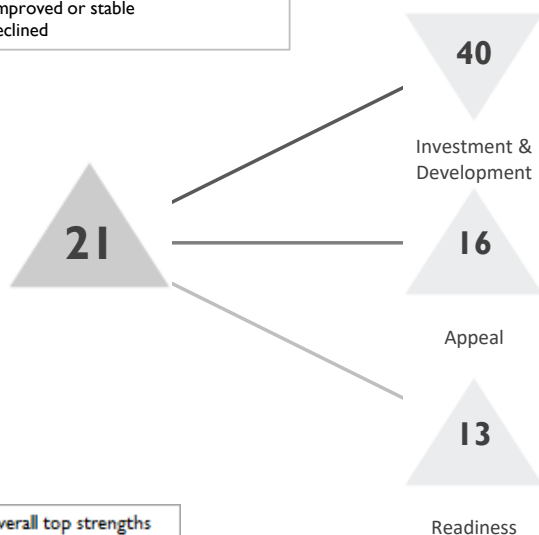 mproved or stable
eclined
40
Investment &
Development
21
16
Appeal
13
verall top strengths
Readiness